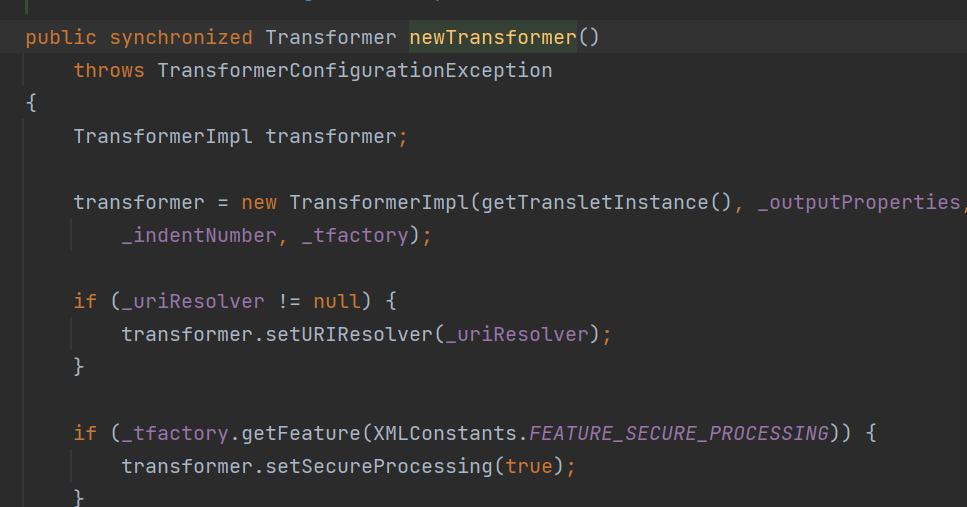 public synchronized Transformer newTransformer()
throws TransformerConfigurationException
{
TransformerImpl transformer;
transformer = new TransformerImpl(getTransletInstance(), _outputProperties,
_indentNumber, _tfactory);
if (_uriResolver != null) {
transformer.setURIResolver(_uriResolver);
}
if (_tfactory.getFeature(XMLConstants.FEATURE_SECURE_PROCESSING)) {
transformer.setSecureProcessing(true);
}